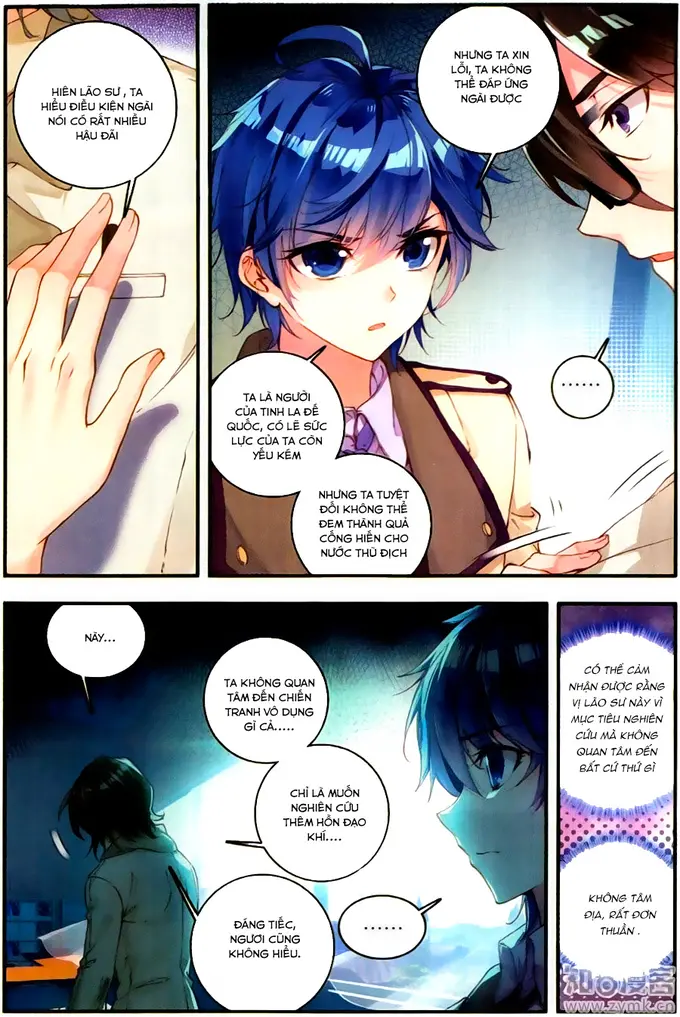 HIÊN LÃO SƯ , TA
HIỂU ĐIỀU KIỆN NGÀI
NÓI CÓ RẤT NHIỀU
HẬU ĐÃI
NHƯNG TA XIN
LỖI, TA KHÔNG
THỂ ĐÁP ỨNG
NGÀI ĐƯỢC
......
TA LÀ NGƯỜI
CỦA TINH LA ĐẾ
QUỐC, CÓ LẼ SỨC
LỰC CỦA TA CÒN
YẾU KÉM
NHƯNG TA TUYỆT
ĐỐI KHÔNG THỂ
ĐEM THÀNH QUẢ
CỐNG HIẾN CHO
NƯỚC THÙ ĐỊCH
NÀY...
TA KHÔNG QUAN
TÂM ĐẾN CHIẾN
TRANH VÔ DỤNG
GÌ CẢ.....
CHỈ LÀ MUỐN
NGHIÊN CỨU
THÊM HỒN ĐẠO
KHÍ....
ĐÁNG TIẾC,
NGƯƠI CŨNG
KHÔNG HIỂU.
......
CÓ THỂ CẢM
NHẬN ĐƯỢC RẰNG
VỊ LÃO SƯ NÀY VÌ
MỤC TIÊU NGHIÊN
CỨU MÀ KHÔNG
QUAN TÂM ĐẾN
BẤT CỨ THỨ GÌ
KHÔNG TÂM
ĐỊA, RẤT ĐƠN
THUẦN .
www.zymk.cn